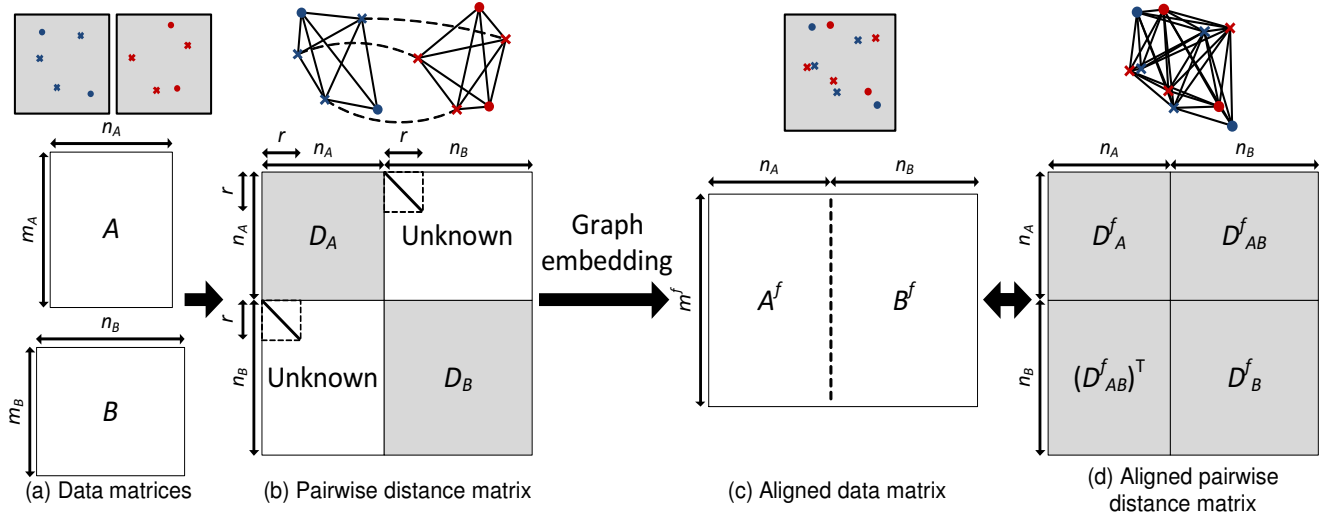 n_A
m_A
A
n_B
m_B
B
(a) Data matrices
r
r
n_A
n_B
r
n_A
D_A
Unknown
r
n_B
Unknown
D_B
(b) Pairwise distance matrix
Graph
embedding
n_A
n_B
m^f
A^f
B^f
(c) Aligned data matrix
n_A
n_B
n_A
D^f_A
D^f_AB
n_B
(D^f_AB)^T
D^f_B
(d) Aligned pairwise
distance matrix